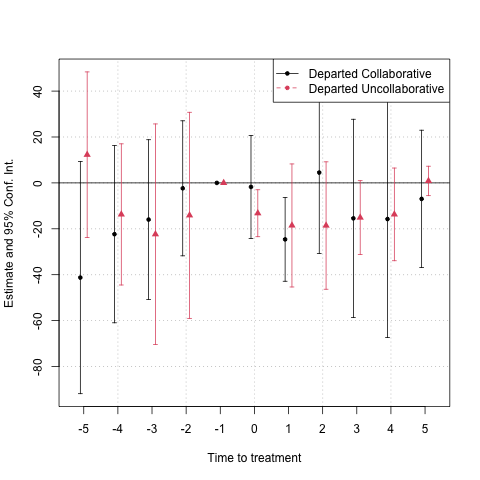 Departed Collaborative
Departed Uncollaborative
Estimate and 95% Conf. Int.
40
20
0
-20
-40
-60
-80
-5 -4 -3 -2 -1 0 1 2 3 4 5
Time to treatment